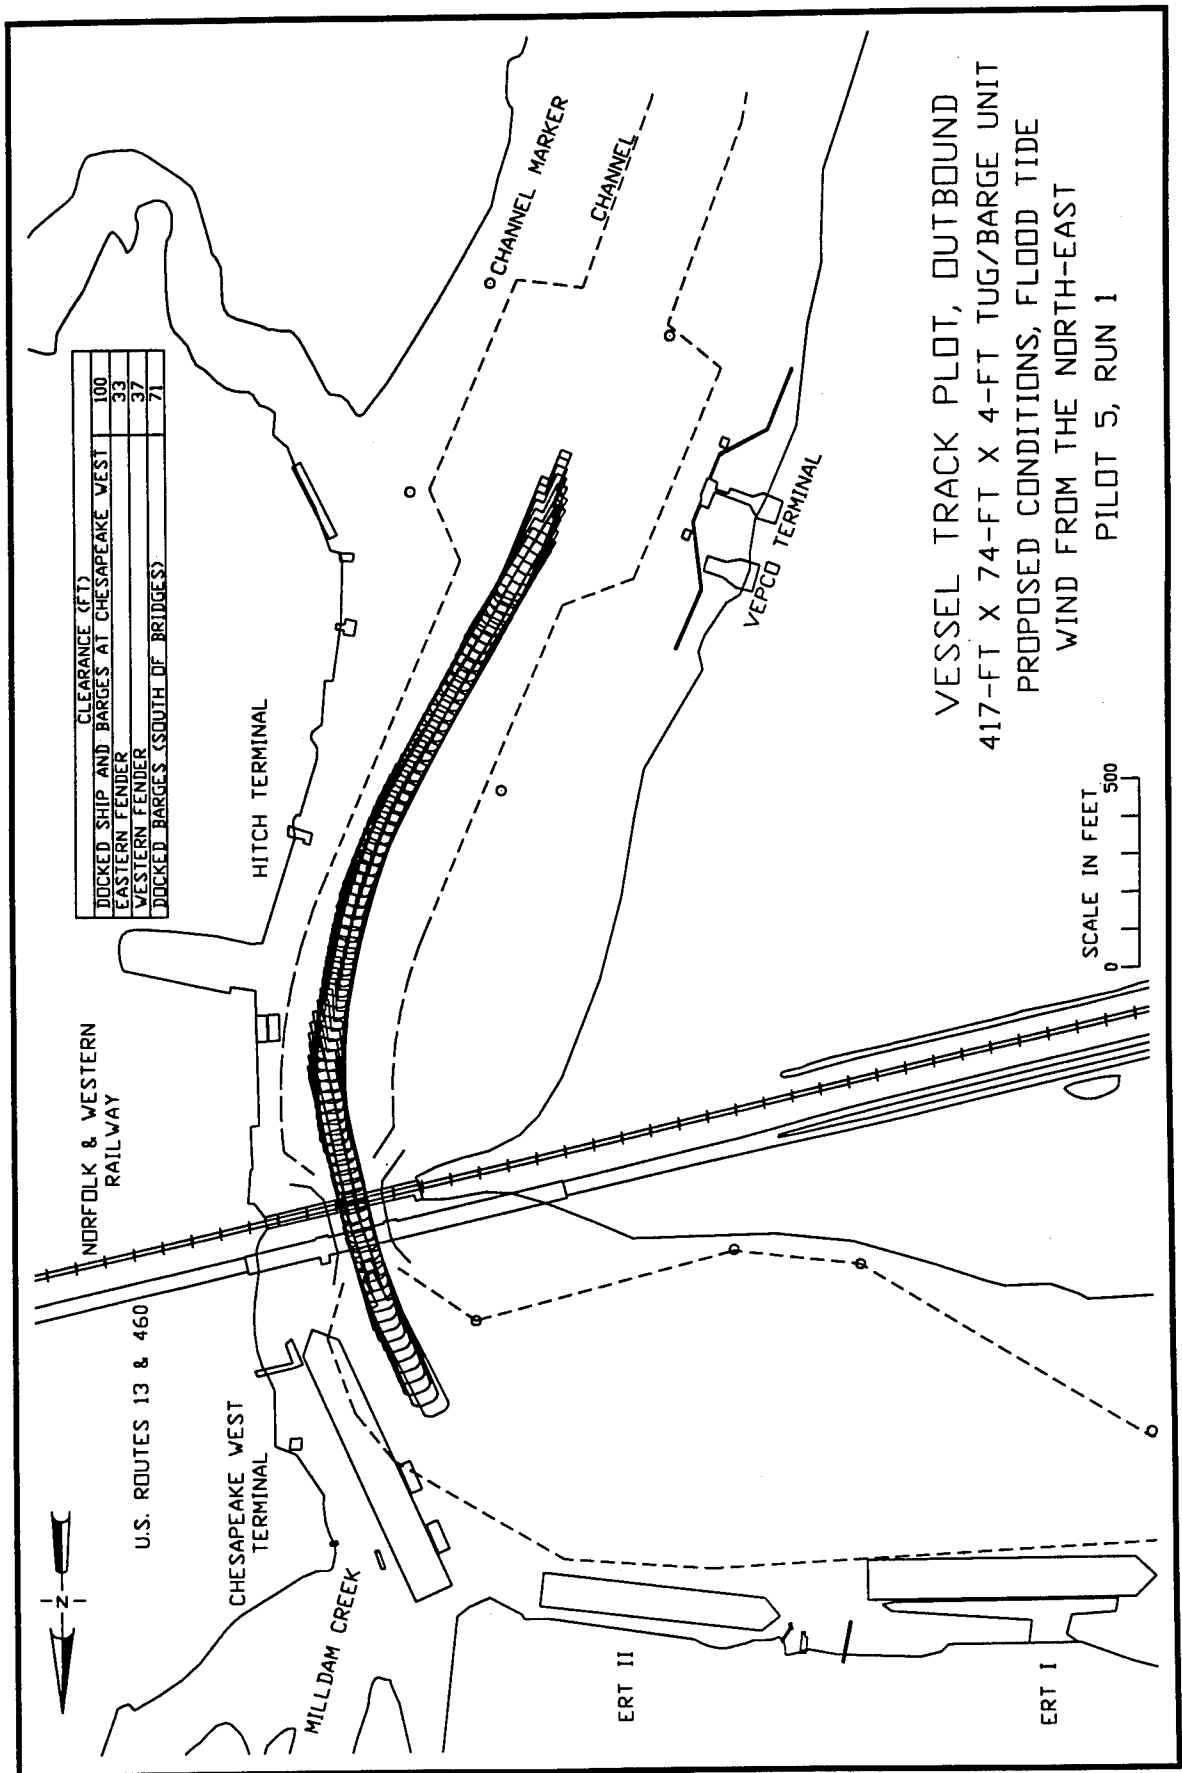 CLEARANCE (FT)
DOCKED SHIP AND BARGES AT CHESAPEAKE WEST 100
EASTERN FENDER 33
WESTERN FENDER 37
DOCKED BARGES (SOUTH OF BRIDGES) 71
N
U.S. ROUTES 13 & 460
NORFOLK & WESTERN
RAILWAY
HITCH TERMINAL
CHESAPEAKE WEST
TERMINAL
MILLDAM CREEK
CHANNEL MARKER
CHANNEL
VEPCO TERMINAL
ERT II
ERT I
SCALE IN FEET
0 500
VESSEL TRACK PLOT, OUTBOUND
417-FT X 74-FT X 4-FT TUG/BARGE UNIT
PROPOSED CONDITIONS, FLOOD TIDE
WIND FROM THE NORTH-EAST
PILOT 5, RUN 1